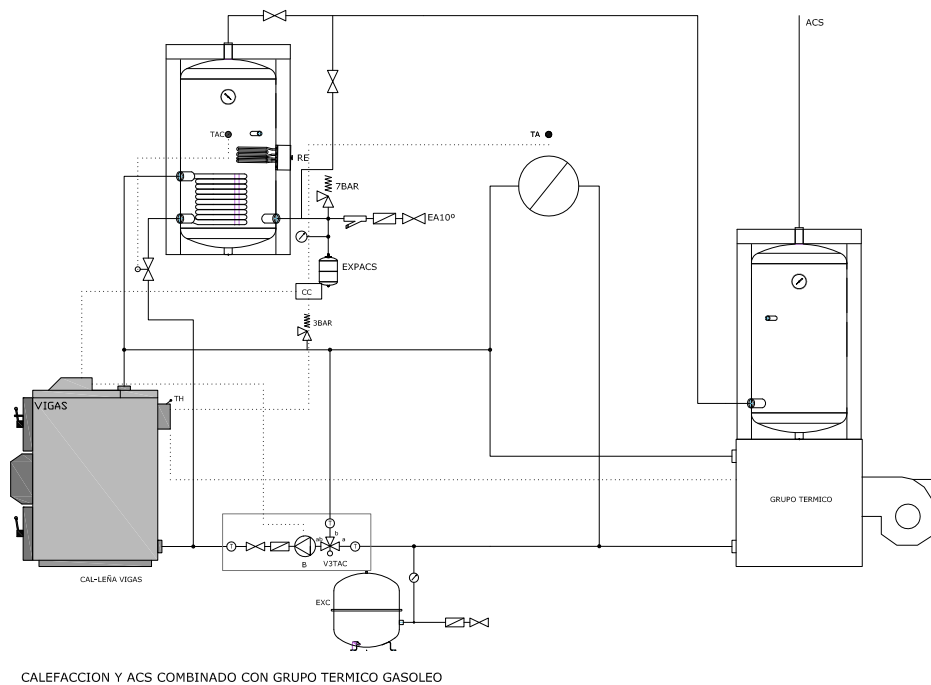 ACS
TAC
TA
RE
7BAR
EA10º
EXPACS
CC
3BAR
VIGAS
TH
GRUPO TERMICO
T
b
T
ab
a
T
B
V3TAC
CAL-LEÑA VIGAS
EXC
CALEFACCION Y ACS COMBINADO CON GRUPO TERMICO GASOLEO